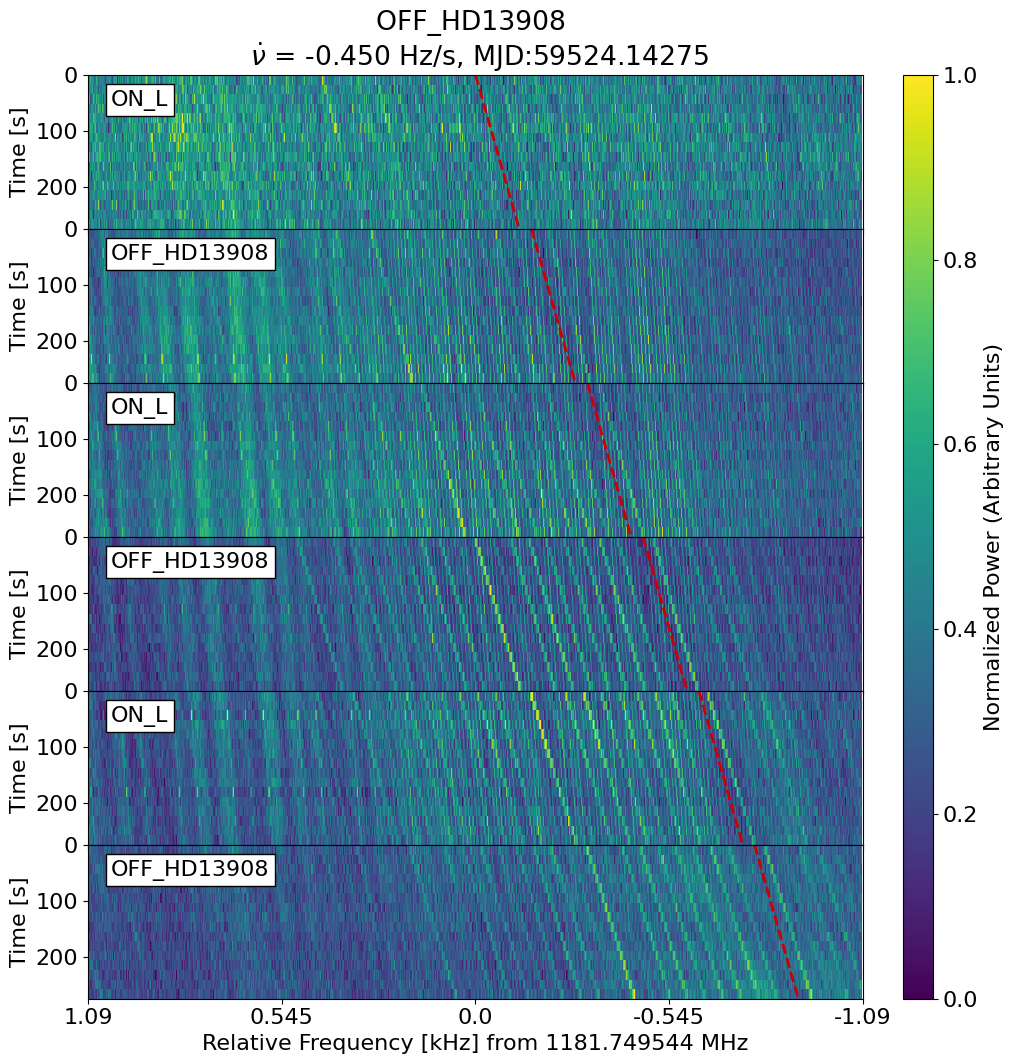 OFF_HD13908
ν̇ = -0.450 Hz/s, MJD:59524.14275
0
ON_L
100
200
Time [s]
0
OFF_HD13908
100
200
Time [s]
0
ON_L
100
200
Time [s]
0
OFF_HD13908
100
200
Time [s]
0
ON_L
100
200
Time [s]
0
OFF_HD13908
100
200
Time [s]
1.09 0.545 0.0 -0.545 -1.09
Relative Frequency [kHz] from 1181.749544 MHz
1.0
0.8
0.6
0.4
0.2
0.0
Normalized Power (Arbitrary Units)